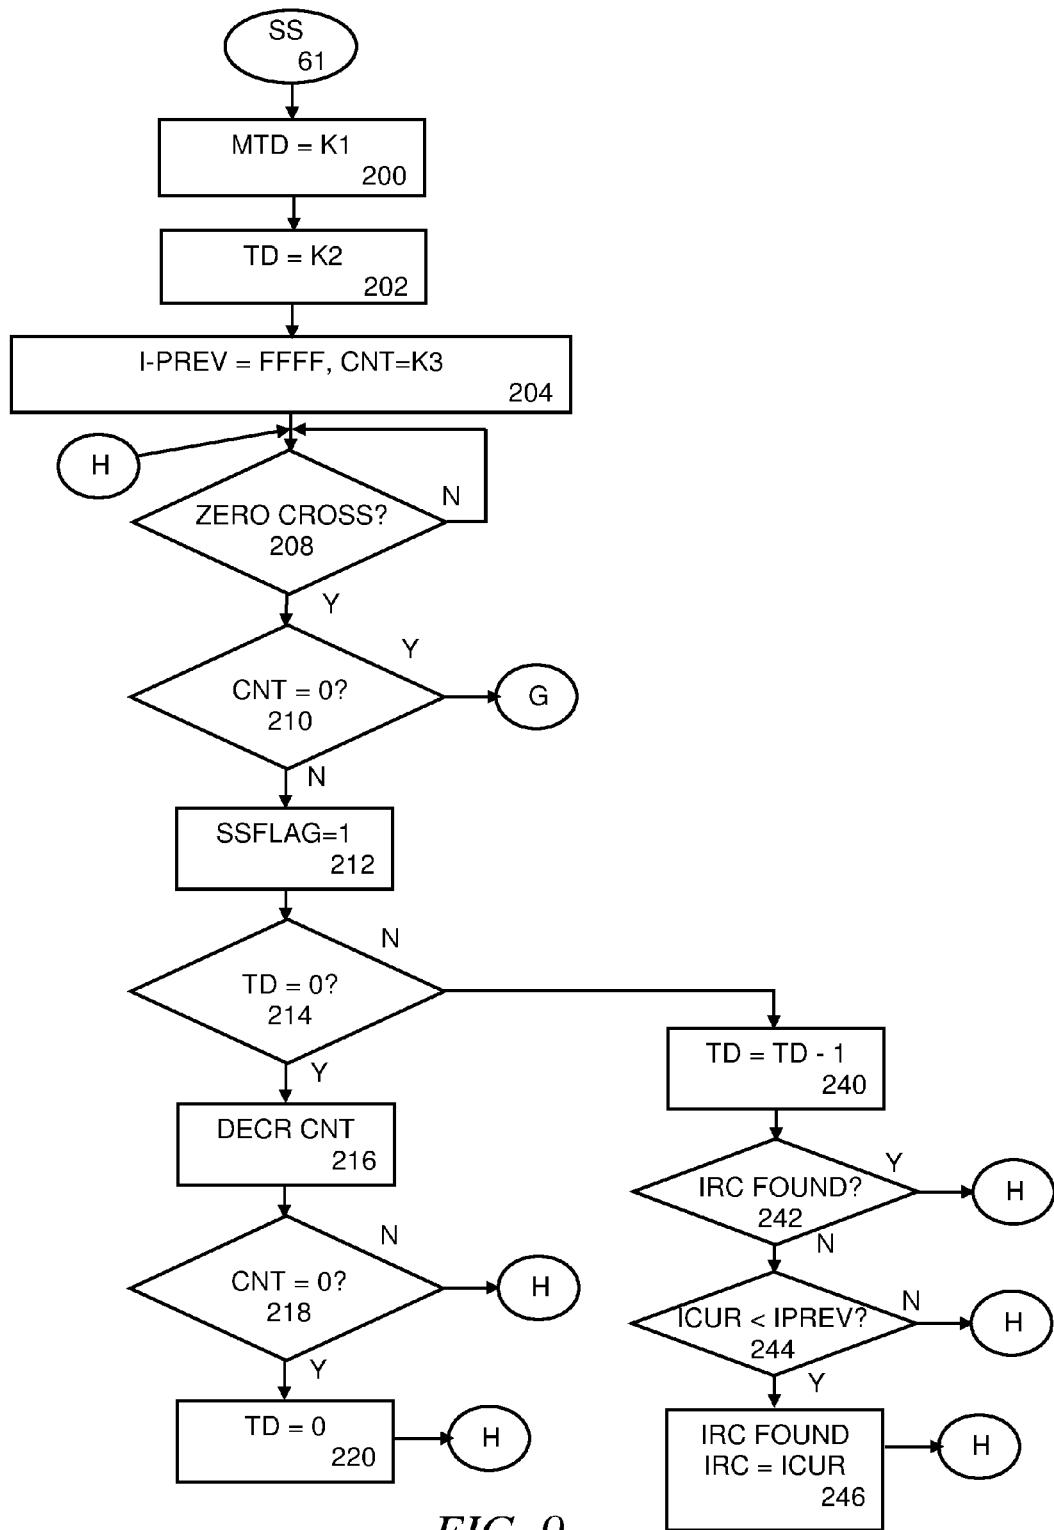 SS
61
MTD = K1
200
TD = K2
202
I-PREV = FFFF, CNT=K3
204
H
N
ZERO CROSS?
208
Y
Y
CNT = 0?
210
G
N
SSFLAG=1
212
N
TD = 0?
214
Y
TD = TD - 1
240
DECR CNT
216
Y
IRC FOUND?
242
H
N
N
CNT = 0?
218
H
N
ICUR < IPREV?
244
H
Y
Y
TD = 0
220
H
IRC FOUND
IRC = ICUR
246
H
FIG. 9